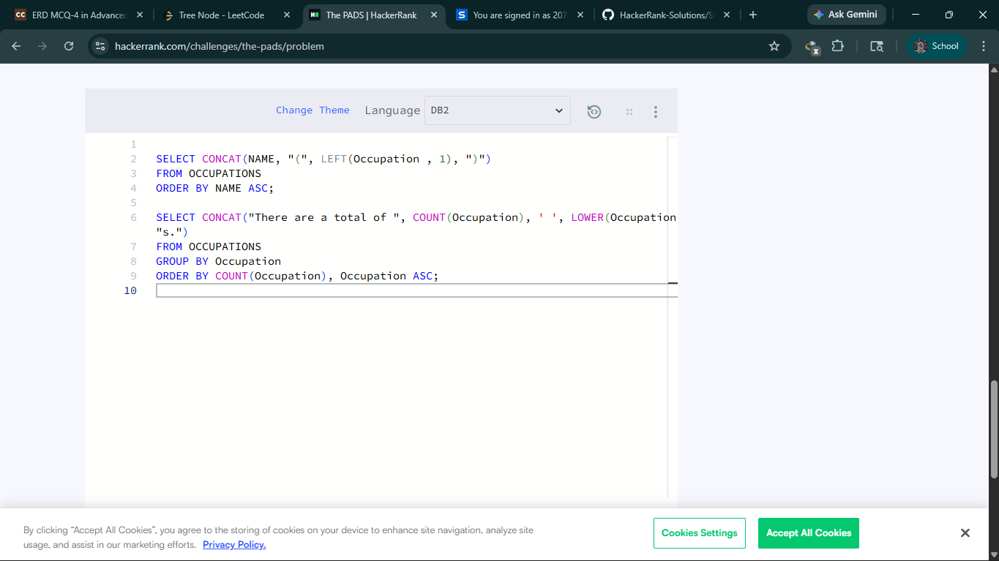 ERD MCQ-4 in Advanced
Tree Node - LeetCode
The PADS | HackerRank
You are signed in as 207
HackerRank-Solutions/S
Ask Gemini
hackerrank.com/challenges/the-pads/problem
School
Change Theme
Language
DB2
1
2 SELECT CONCAT(NAME, "(", LEFT(Occupation , 1), ")")
3 FROM OCCUPATIONS
4 ORDER BY NAME ASC;
5
6 SELECT CONCAT("There are a total of ", COUNT(Occupation), ' ', LOWER(Occupation
"s.")
7 FROM OCCUPATIONS
8 GROUP BY Occupation
9 ORDER BY COUNT(Occupation), Occupation ASC;
10
By clicking “Accept All Cookies”, you agree to the storing of cookies on your device to enhance site navigation, analyze site
usage, and assist in our marketing efforts. Privacy Policy.
Cookies Settings
Accept All Cookies